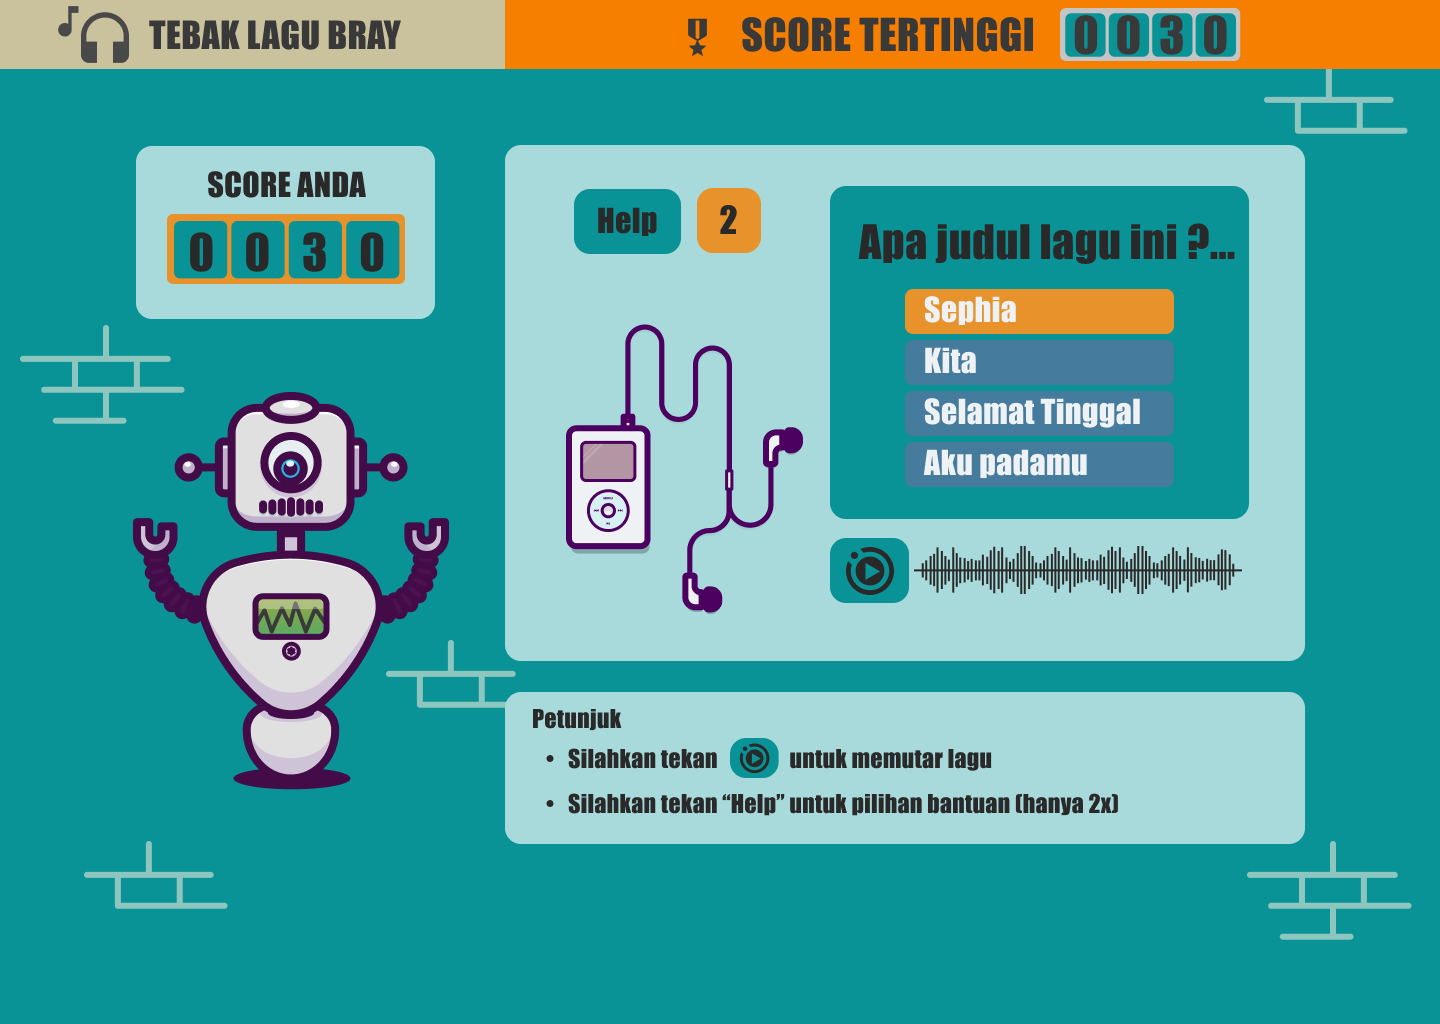 TEBAK LAGU BRAY
SCORE TERTINGGI 0030
SCORE ANDA
0030
Help 2
Apa judul lagu ini ?...
Sephia
Kita
Selamat Tinggal
Aku padamu
Petunjuk
• Silahkan tekan untuk memutar lagu
• Silahkan tekan “Help” untuk pilihan bantuan (hanya 2x)